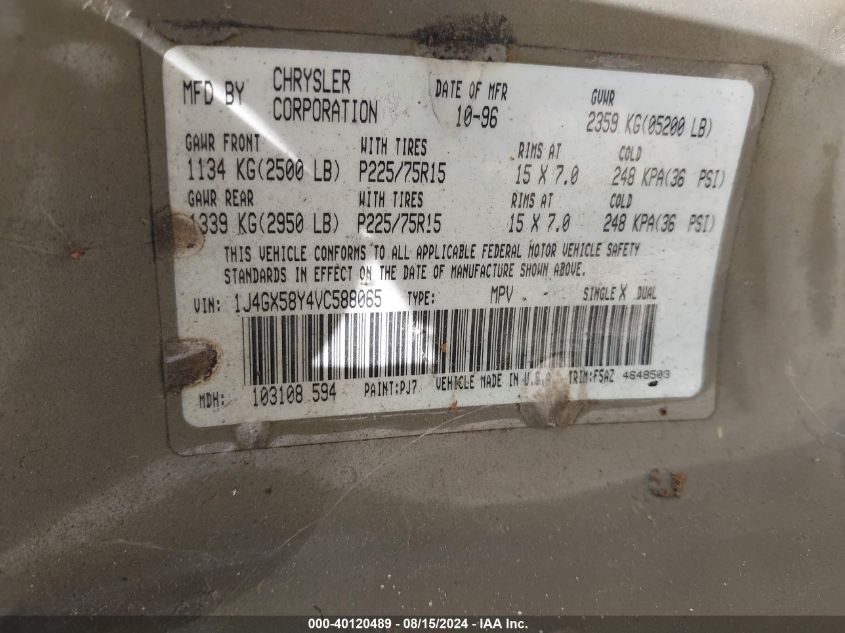 MFD BY CHRYSLER CORPORATION DATE OF MFR 10-96 GVWR 2359 KG(05200 LB)
GAWR FRONT WITH TIRES RIMS AT COLD
1134 KG(2500 LB) P225/75R15 15 X 7.0 248 KPA(36 PSI)
GAWR REAR WITH TIRES RIMS AT COLD
1339 KG(2950 LB) P225/75R15 15 X 7.0 248 KPA(36 PSI)
THIS VEHICLE CONFORMS TO ALL APPLICABLE FEDERAL MOTOR VEHICLE SAFETY
STANDARDS IN EFFECT ON THE DATE OF MANUFACTURE SHOWN ABOVE.
VIN: 1J4GX58Y4VC588065 TYPE: MPV SINGLE X DUAL
MDH: 103108 594 PAINT:PJ7 VEHICLE MADE IN U.S.A. TRIM:F5AZ 4648503
000-40120489 - 08/15/2024 - IAA Inc.